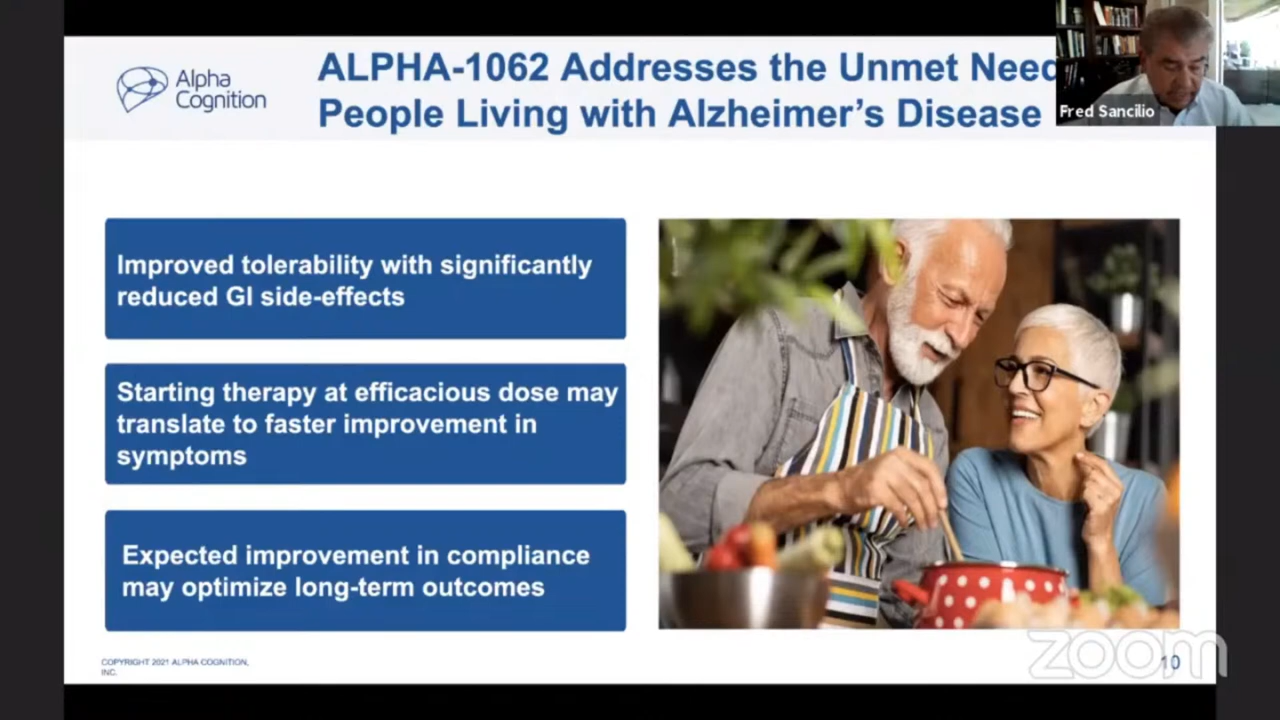 Alpha
Cognition
ALPHA-1062 Addresses the Unmet Need
People Living with Alzheimer's Disease
Fred Sancilio
Improved tolerability with significantly
reduced GI side-effects
Starting therapy at efficacious dose may
translate to faster improvement in
symptoms
Expected improvement in compliance
may optimize long-term outcomes
COPYRIGHT 2021 ALPHA COGNITION,
INC.
zoom
10